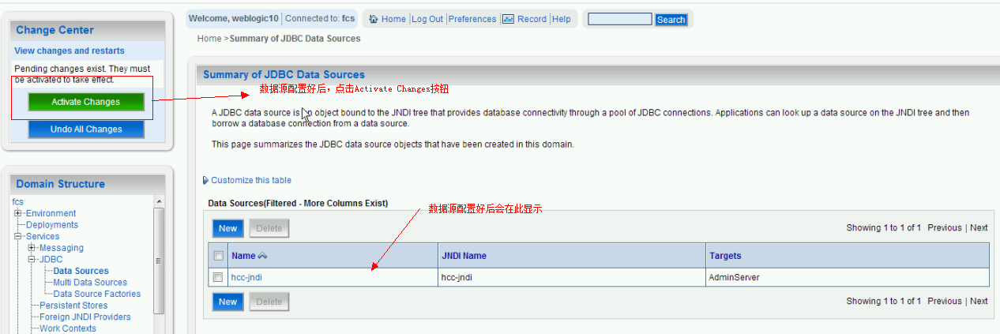 Change Center
View changes and restarts
Pending changes exist. They must
be activated to take effect.
Activate Changes
Undo All Changes
Domain Structure
fcs
Environment
Deployments
Services
Messaging
JDBC
Data Sources
Multi Data Sources
Data Source Factories
Persistent Stores
Foreign JNDI Providers
Work Contexts
Welcome, weblogic10 Connected to: fcs Home Log Out Preferences Record Help Search
Home >Summary of JDBC Data Sources
Summary of JDBC Data Sources
数据源配置好后，点击Activate Changes按钮
A JDBC data source is an object bound to the JNDI tree that provides database connectivity through a pool of JDBC connections. Applications can look up a data source on the JNDI tree and then
borrow a database connection from a data source.
This page summarizes the JDBC data source objects that have been created in this domain.
Customize this table
Data Sources(Filtered - More Columns Exist)
数据源配置好后会在此显示
New Delete Showing 1 to 1 of 1 Previous | Next
Name JNDI Name Targets
hcc-jndi hcc-jndi AdminServer
New Delete Showing 1 to 1 of 1 Previous | Next